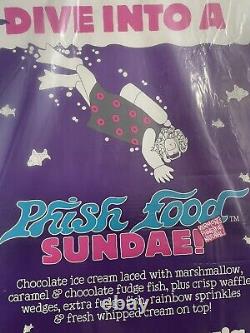 DIVE INTO A
Phish Food™
SUNDAE!
Chocolate ice cream laced with marshmallow,
caramel & chocolate fudge fish, plus crisp waffle
wedges, extra fudge, rainbow sprinkles
& fresh whipped cream on top!